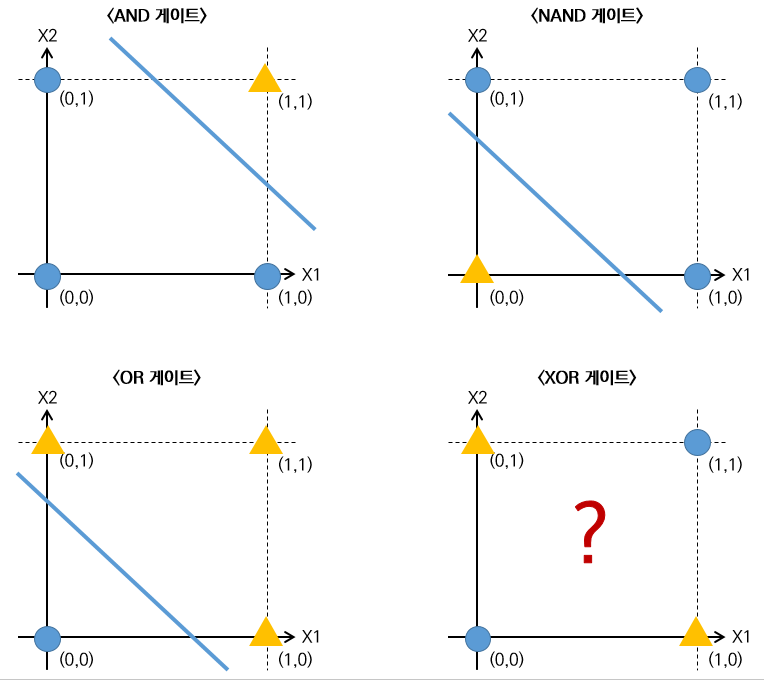 〈AND 게이트〉
X2
(0,1)
(1,1)
(0,0)
(1,0)
X1
〈NAND 게이트〉
X2
(0,1)
(1,1)
(0,0)
(1,0)
X1
〈OR 게이트〉
X2
(0,1)
(1,1)
(0,0)
(1,0)
X1
〈XOR 게이트〉
X2
(0,1)
(1,1)
?
(0,0)
(1,0)
X1